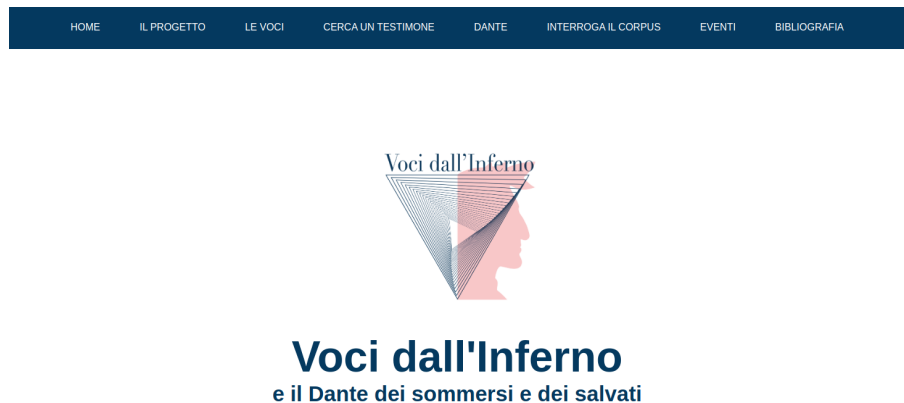 HOME IL PROGETTO LE VOCI CERCA UN TESTIMONE DANTE INTERROGA IL CORPUS EVENTI BIBLIOGRAFIA
Voci dall'Inferno
Voci dall'Inferno
e il Dante dei sommersi e dei salvati